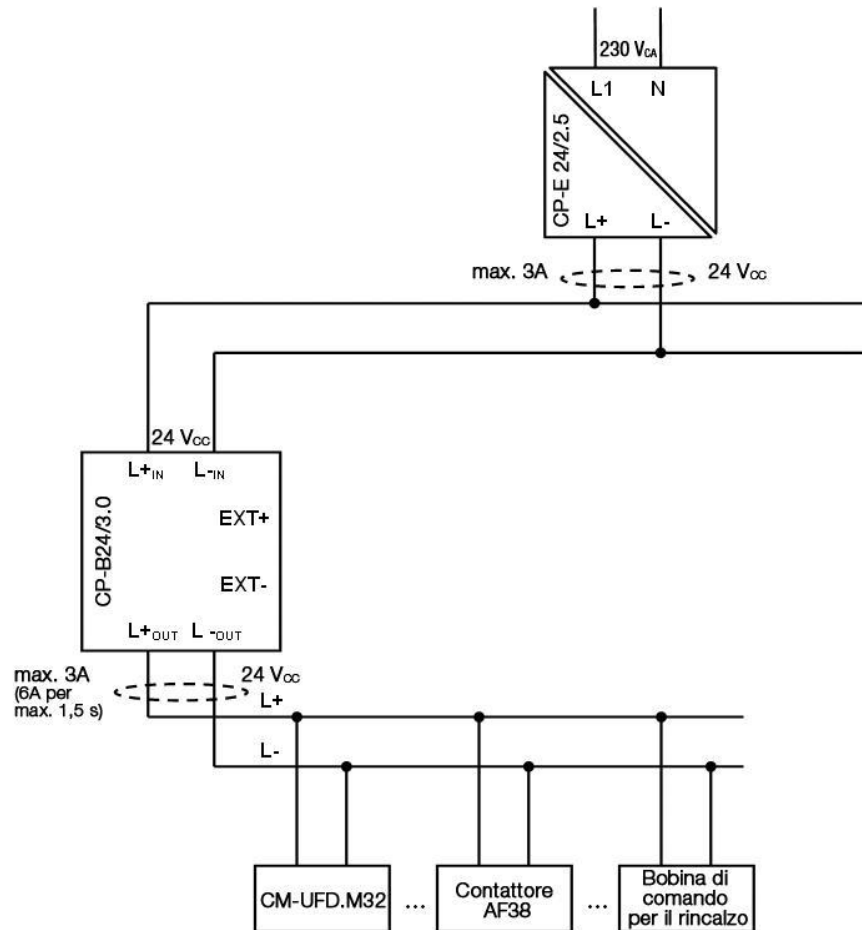 230 VCA
L1 N
CP-E 24/2.5
L+ L-
max. 3A 24 VCC
24 VCC
L+IN L-IN
CP-B24/3.0
EXT+
EXT-
L+OUT L -OUT
max. 3A 24 VCC
(6A per
max. 1,5 s)
L+
L-
CM-UFD.M32 ... Contattore
AF38 ... Bobina di
comando
per il rincalzo